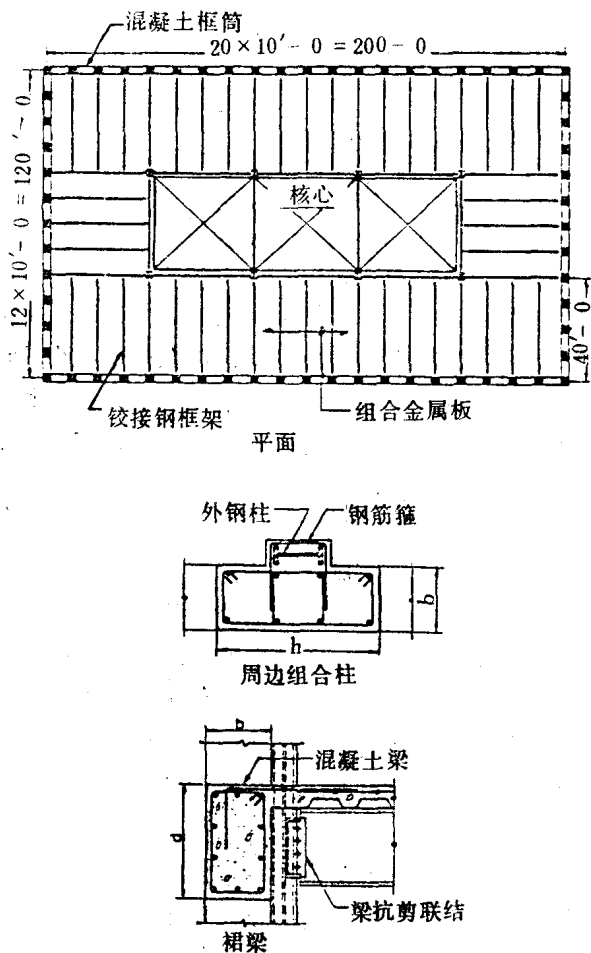 混凝土框筒
20×10′-0=200-0
12×10′-0=120′-0
核心
40′-0
铰接钢框架
组合金属板
平面
外钢柱
钢筋箍
b
h
周边组合柱
b
混凝土梁
d
梁抗剪联结
裙梁